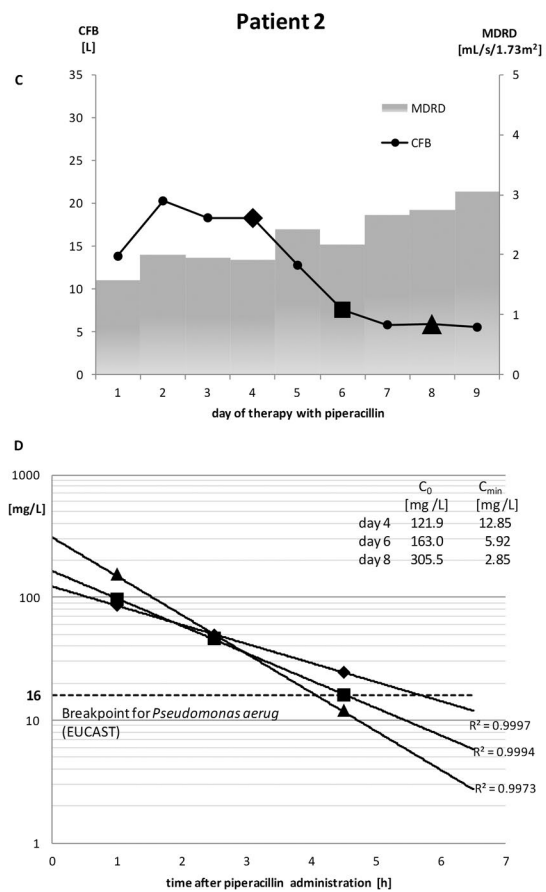 Patient 2
CFB
[L]
MDRD
[mL/s/1.73m²]
C
35
30
25
20
15
10
5
0
5
4
3
2
1
0
MDRD
CFB
1 2 3 4 5 6 7 8 9
day of therapy with piperacillin
D
1000
[mg/L]
100
16
10
1
C₀ Cmin
[mg /L] [mg /L]
day 4 121.9 12.85
day 6 163.0 5.92
day 8 305.5 2.85
Breakpoint for Pseudomonas aerug
(EUCAST)
R² = 0.9997
R² = 0.9994
R² = 0.9973
0 1 2 3 4 5 6 7
time after piperacillin administration [h]